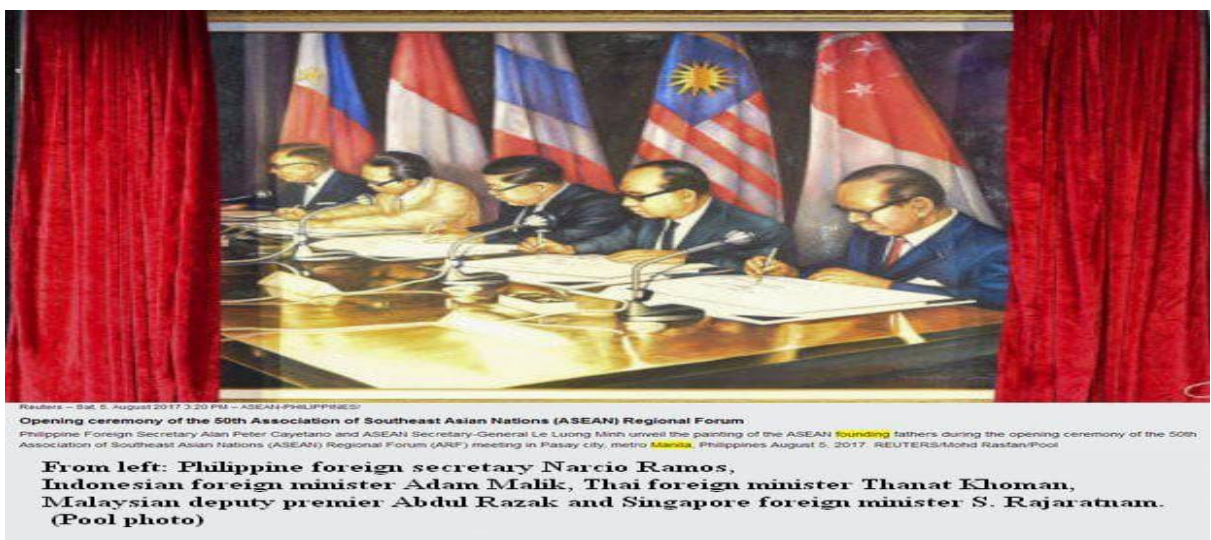 Reuters – Sat, 5. August 2017 3:20 PM – ASEAN-PHILIPPINES/
Opening ceremony of the 50th Association of Southeast Asian Nations (ASEAN) Regional Forum
Philippine Foreign Secretary Alan Peter Cayetano and ASEAN Secretary-General Le Luong Minh unveil the painting of the ASEAN founding fathers during the opening ceremony of the 50th
Association of Southeast Asian Nations (ASEAN) Regional Forum (ARF) meeting in Pasay city, metro Manila, Philippines August 5, 2017. REUTERS/Mohd Rasfan/Pool
From left: Philippine foreign secretary Narcio Ramos,
Indonesian foreign minister Adam Malik, Thai foreign minister Thanat Khoman,
Malaysian deputy premier Abdul Razak and Singapore foreign minister S. Rajaratnam.
(Pool photo)